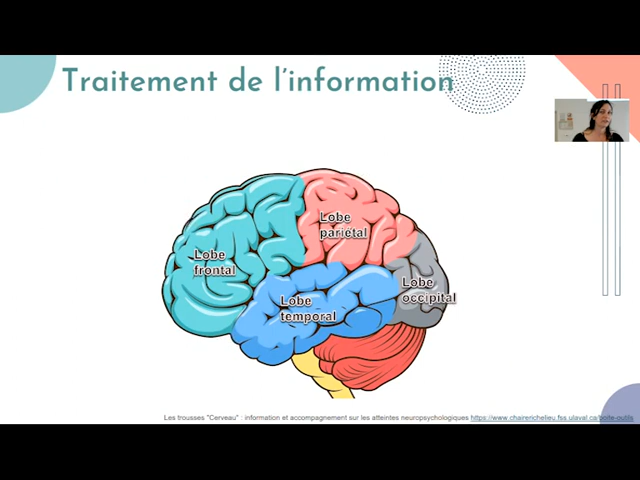 Traitement de l'information
Lobe
pariétal
Lobe
frontal
Lobe
occipital
Lobe
temporal
Les trousses "Cerveau" : information et accompagnement sur les atteintes neuropsychologiques https://www.chairerichelieu.fss.ulaval.ca/boite-outils